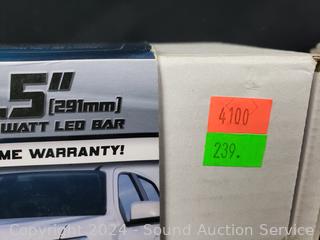 .5" (291mm)
WATT LED BAR
ME WARRANTY!
4100
239.
Copyright 2024 - Sound Auction Service